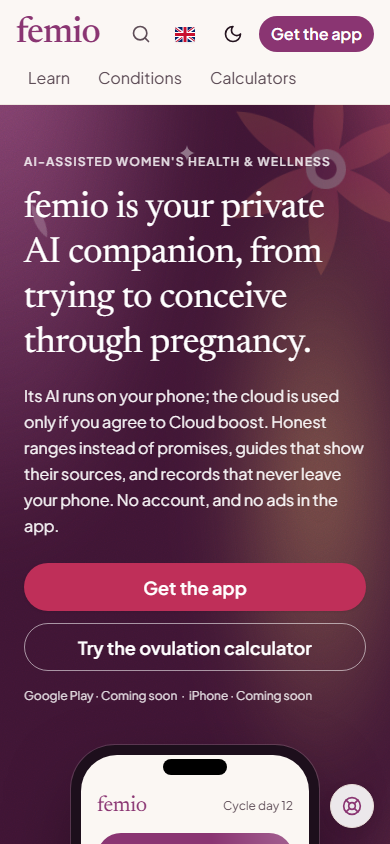 femio
Get the app
Learn
Conditions
Calculators
AI-ASSISTED WOMEN'S HEALTH & WELLNESS
femio is your private
AI companion, from
trying to conceive
through pregnancy.
Its AI runs on your phone; the cloud is used
only if you agree to Cloud boost. Honest
ranges instead of promises, guides that show
their sources, and records that never leave
your phone. No account, and no ads in the
app.
Get the app
Try the ovulation calculator
Google Play · Coming soon · iPhone · Coming soon
femio
Cycle day 12